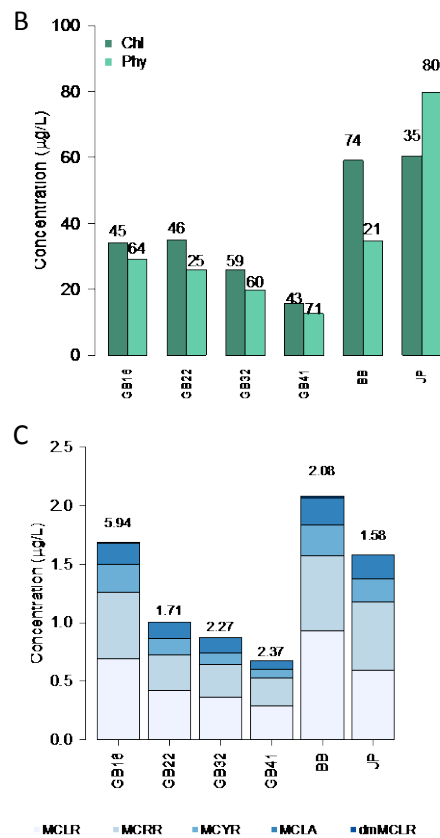 B
100
80
60
40
20
0
Concentration (µg/L)
Chl
Phy
45
64
46
25
59
60
43
71
74
21
35
80
GB16
GB22
GB32
GB41
BB
JP
C
2.5
2.0
1.5
1.0
0.5
0.0
Concentration (µg/L)
5.94
1.71
2.27
2.37
2.08
1.58
GB16
GB22
GB32
GB41
BB
JP
MCLR MCRR MCYR MCLA dmMCLR